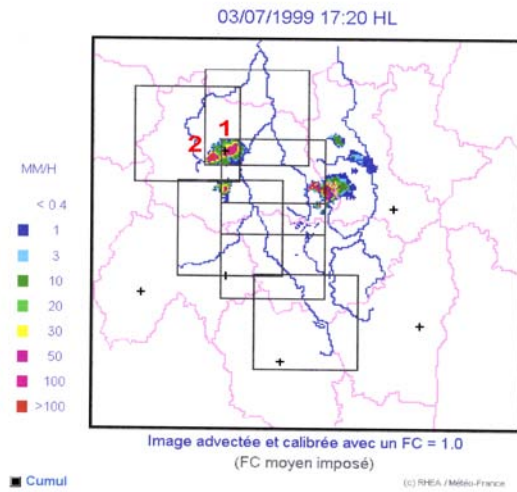 03/07/1999 17:20 HL
1
2
MM/H
< 0.4
1
3
10
20
30
50
100
>100
Image advectée et calibrée avec un FC = 1.0
(FC moyen imposé)
Cumul
(c) RHEA / Météo-France